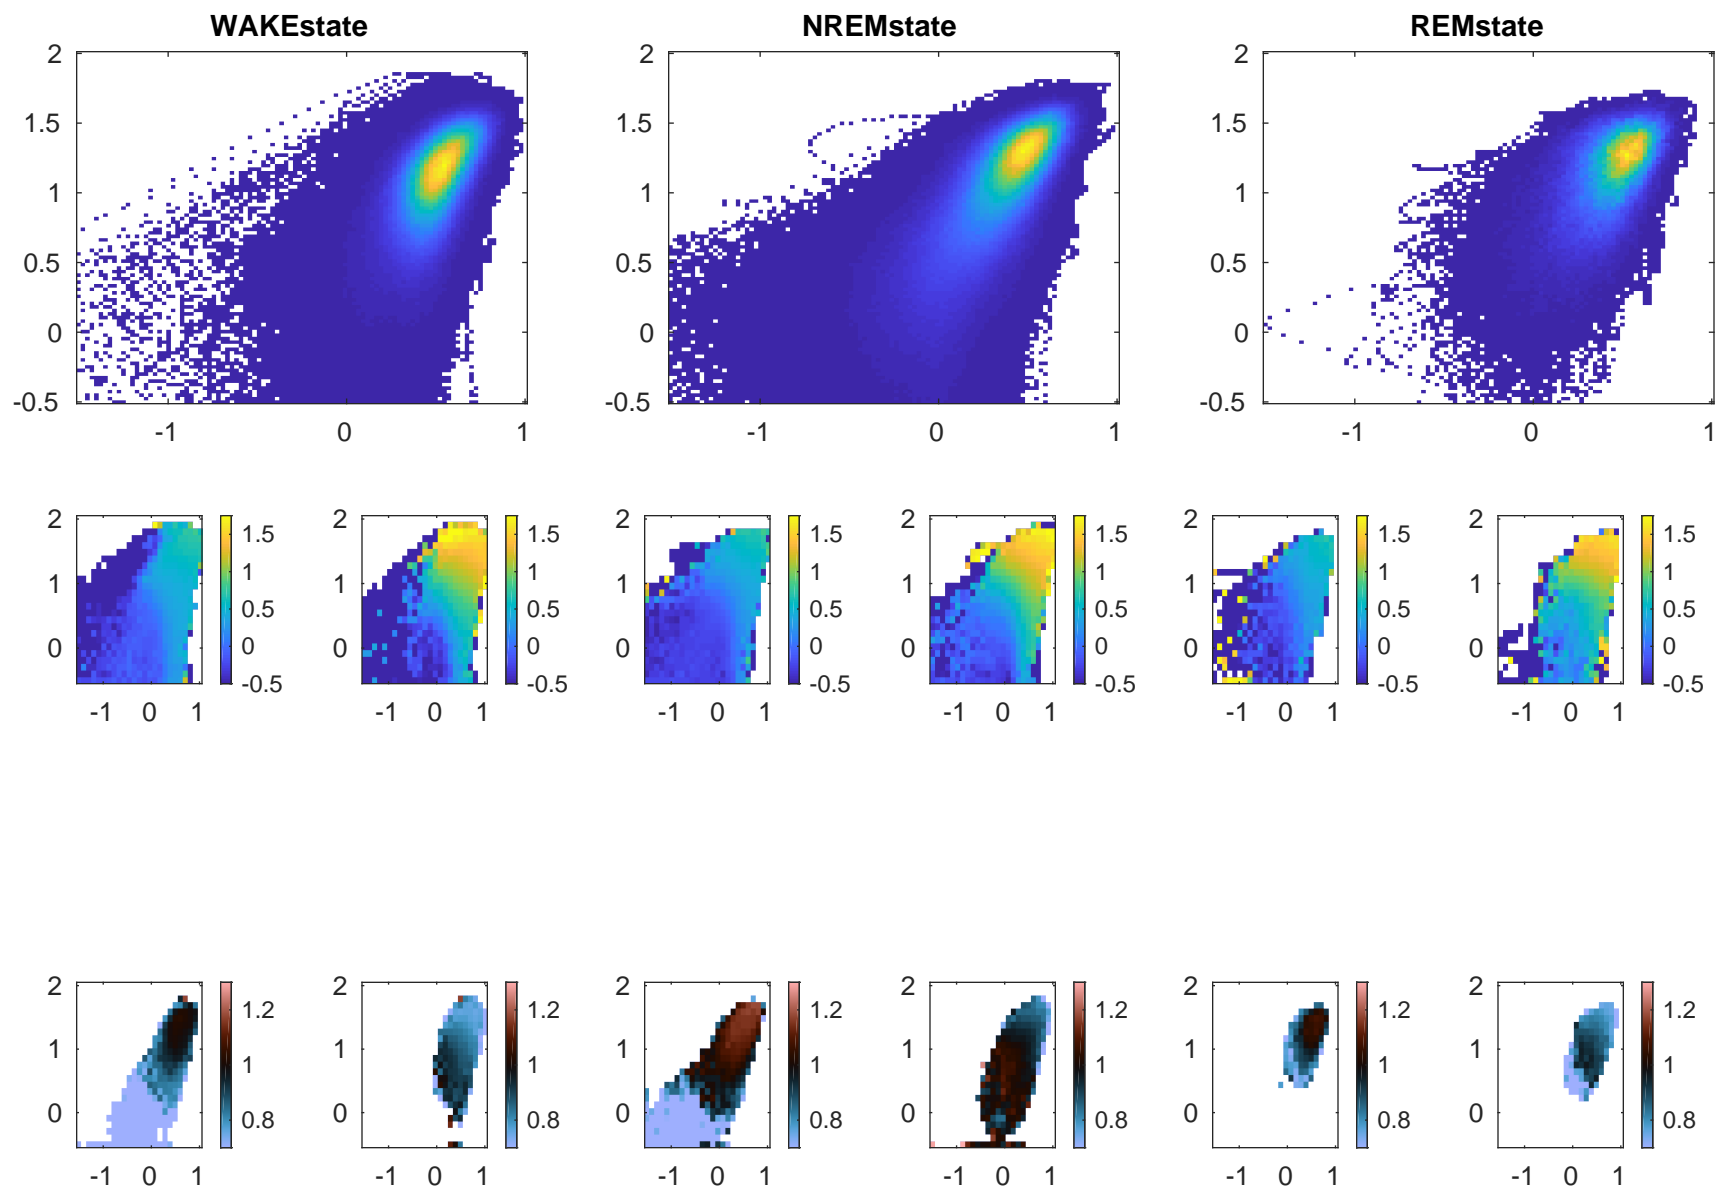 WAKEstate NREMstate REMstate
2 2 2
1.5 1.5 1.5
1 1 1
0.5 0.5 0.5
0 0 0
-0.5 -0.5 -0.5
-1 0 1 -1 0 1 -1 0 1
2 2 2 2 2 2
1.5 1.5 1.5 1.5 1.5 1.5
1 1 1 1 1 1 1 1 1 1 1 1
0.5 0.5 0.5 0.5 0.5 0.5
0 0 0 0 0 0 0 0 0 0 0 0
-0.5 -0.5 -0.5 -0.5 -0.5 -0.5
-1 0 1 -1 0 1 -1 0 1 -1 0 1 -1 0 1 -1 0 1
2 2 2 2 2 2
1.2 1.2 1.2 1.2 1.2 1.2
1 1 1 1 1 1 1 1 1 1 1 1
0 0.8 0 0.8 0 0.8 0 0.8 0 0.8 0 0.8
-1 0 1 -1 0 1 -1 0 1 -1 0 1 -1 0 1 -1 0 1